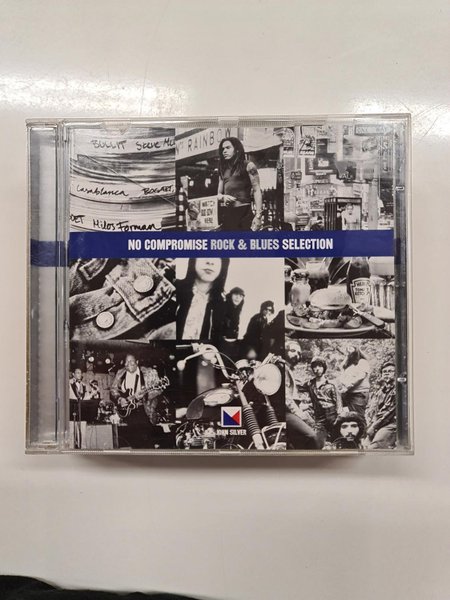 BULLIT Steve Mc
Casablanca BOGART,
Milos Forman
RAINBOW
NO COMPROMISE ROCK & BLUES SELECTION
JOHN SILVER